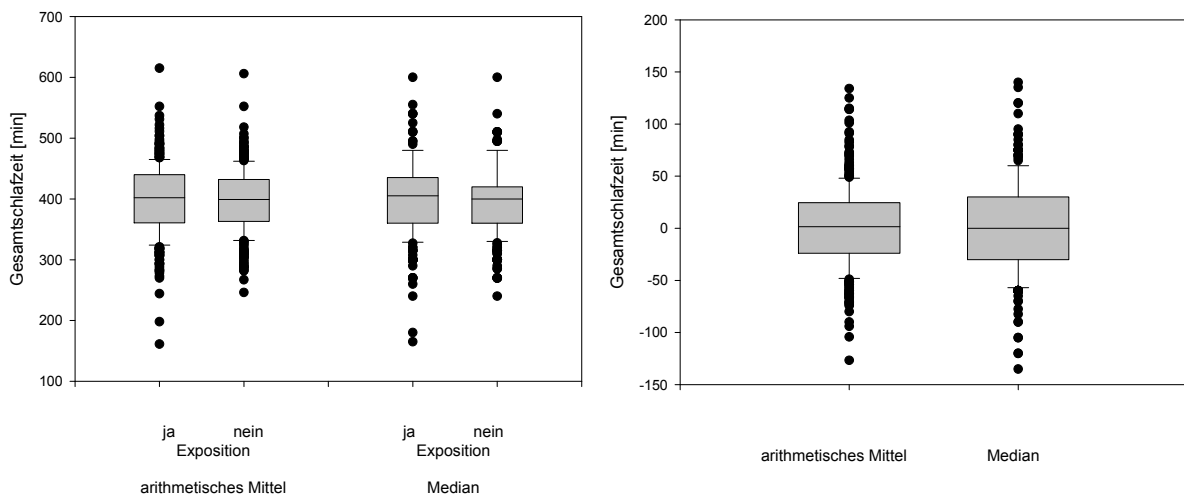 700
600
500
400
300
200
100
Gesamtschlafzeit [min]
ja nein ja nein
Exposition Exposition
arithmetisches Mittel Median
200
150
100
50
0
-50
-100
-150
Gesamtschlafzeit [min]
arithmetisches Mittel Median